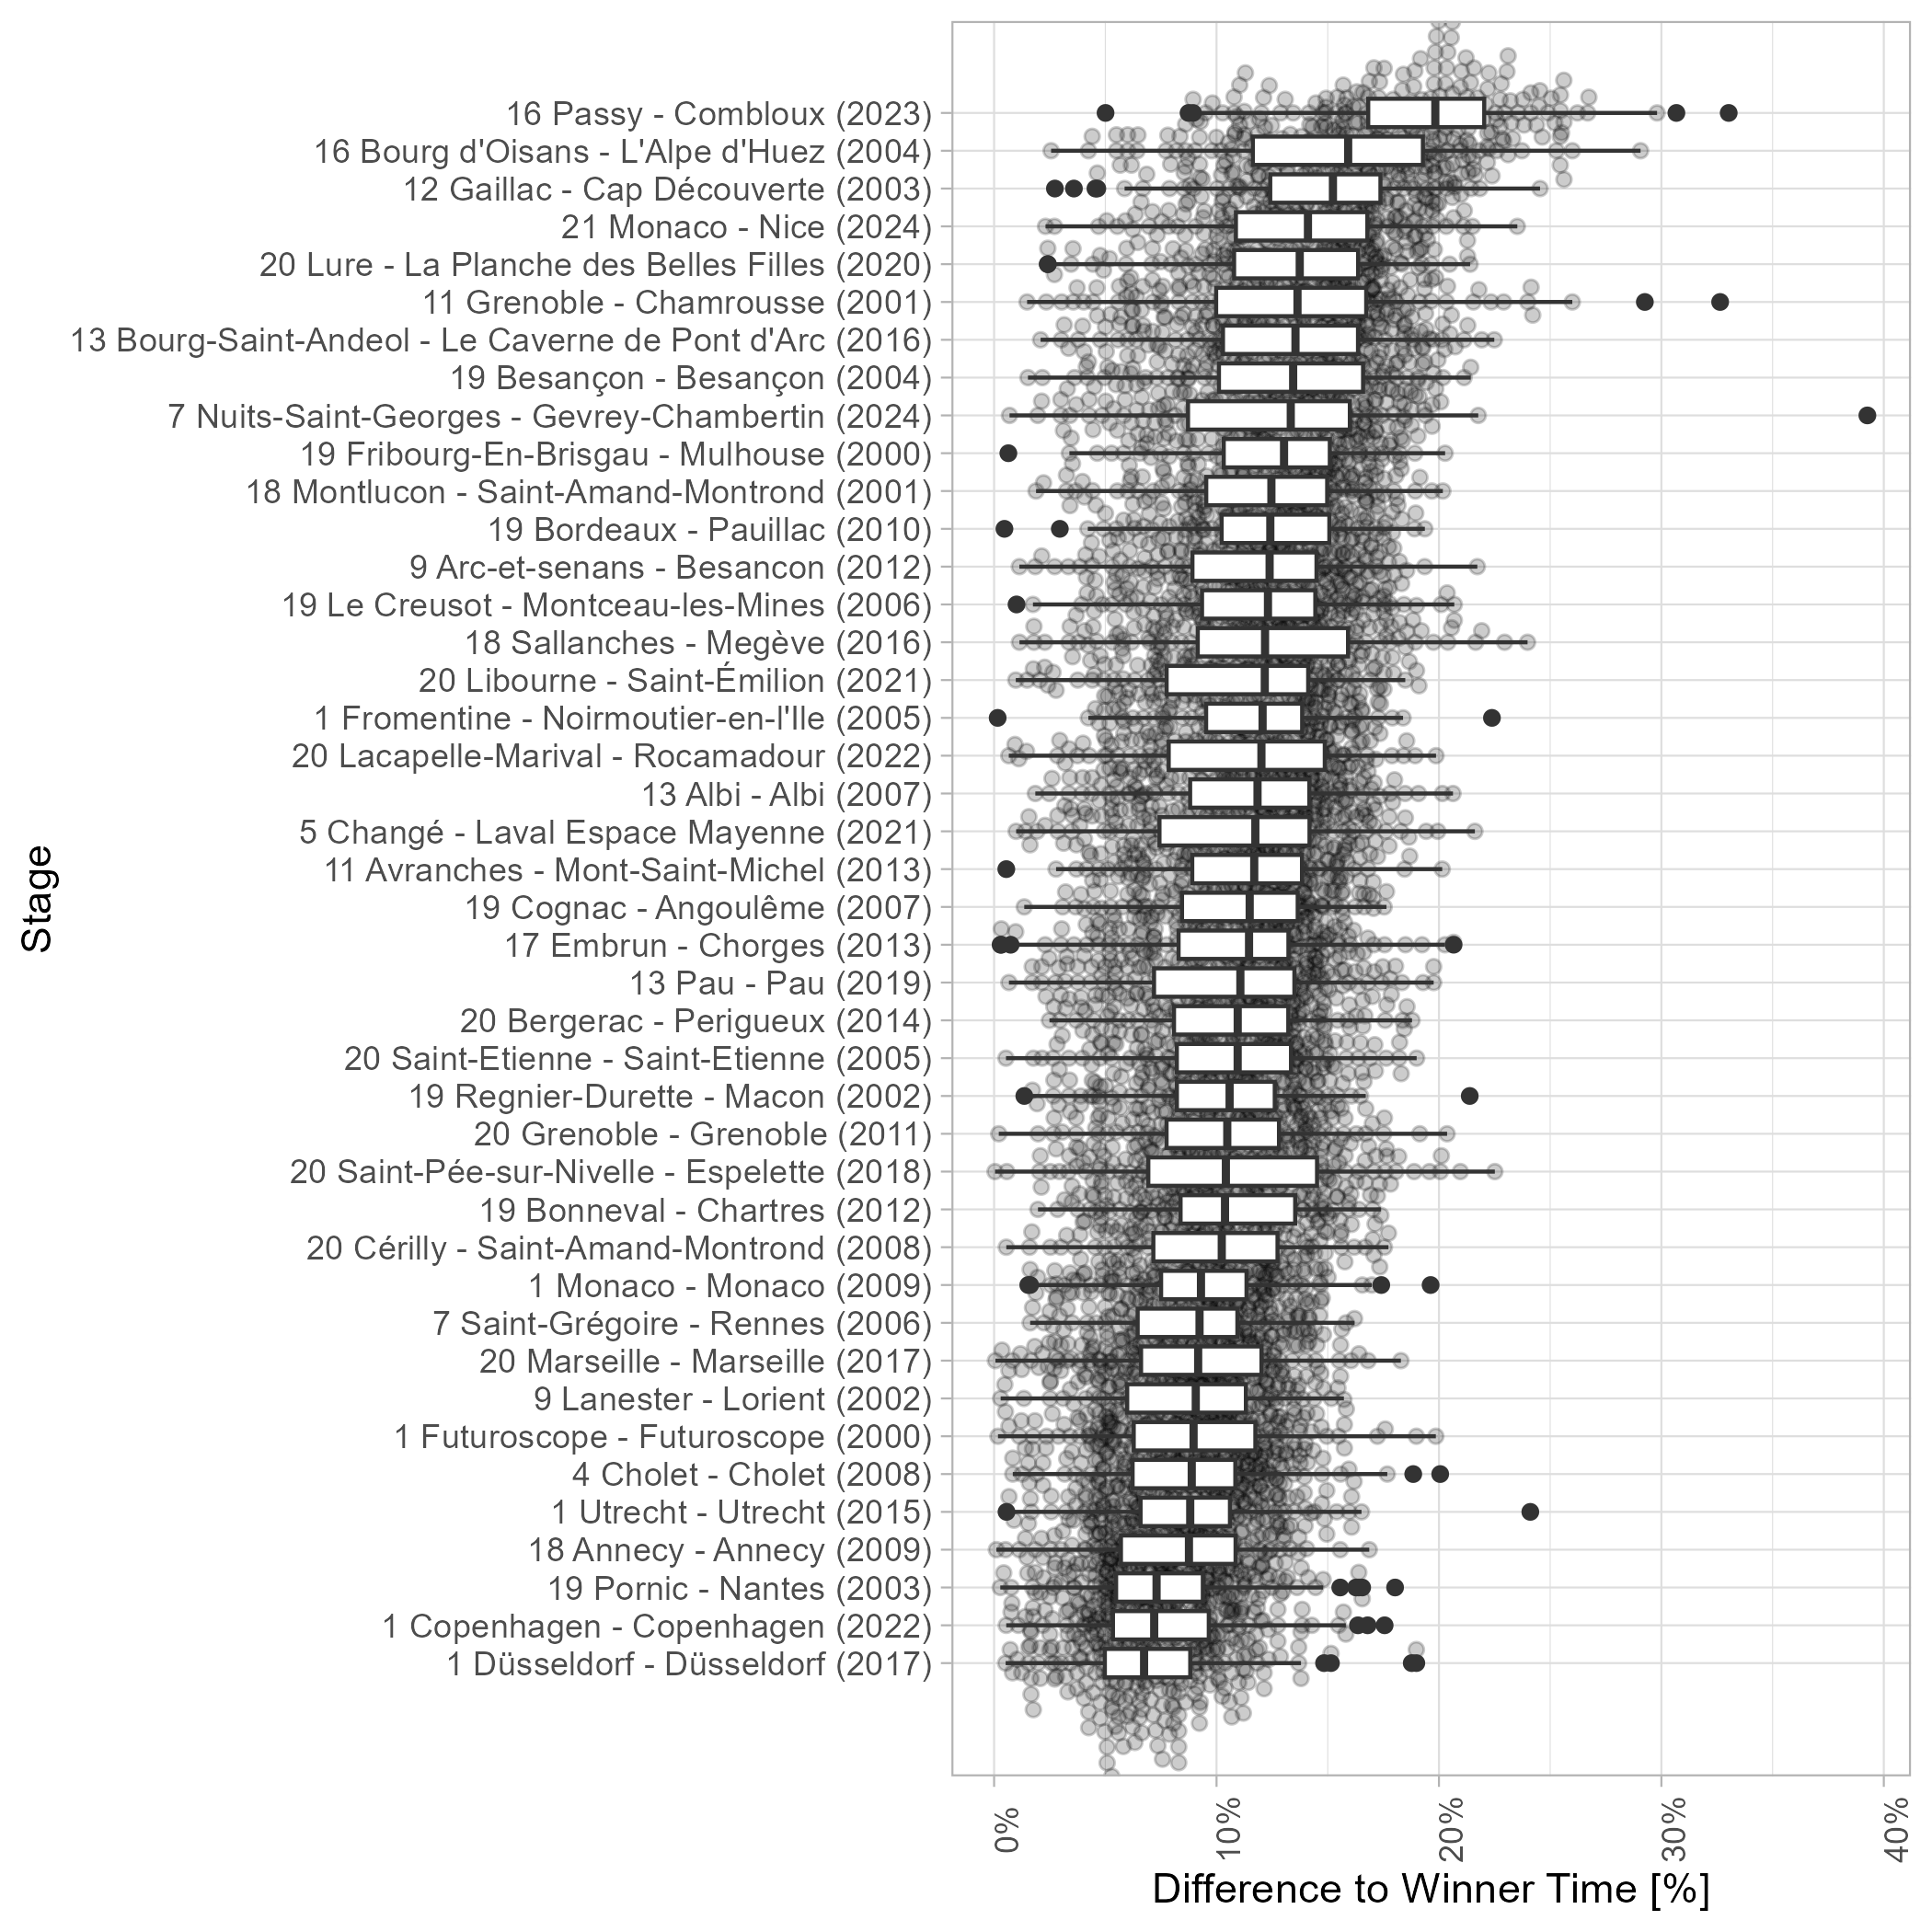 16 Passy - Combloux (2023)
16 Bourg d'Oisans - L'Alpe d'Huez (2004)
12 Gaillac - Cap Découverte (2003)
21 Monaco - Nice (2024)
20 Lure - La Planche des Belles Filles (2020)
11 Grenoble - Chamrousse (2001)
13 Bourg-Saint-Andeol - Le Caverne de Pont d'Arc (2016)
19 Besançon - Besançon (2004)
7 Nuits-Saint-Georges - Gevrey-Chambertin (2024)
19 Fribourg-En-Brisgau - Mulhouse (2000)
18 Montlucon - Saint-Amand-Montrond (2001)
19 Bordeaux - Pauillac (2010)
9 Arc-et-senans - Besancon (2012)
19 Le Creusot - Montceau-les-Mines (2006)
18 Sallanches - Megève (2016)
20 Libourne - Saint-Émilion (2021)
1 Fromentine - Noirmoutier-en-l'Ile (2005)
20 Lacapelle-Marival - Rocamadour (2022)
13 Albi - Albi (2007)
5 Changé - Laval Espace Mayenne (2021)
11 Avranches - Mont-Saint-Michel (2013)
19 Cognac - Angoulême (2007)
17 Embrun - Chorges (2013)
13 Pau - Pau (2019)
20 Bergerac - Perigueux (2014)
20 Saint-Etienne - Saint-Etienne (2005)
19 Regnier-Durette - Macon (2002)
20 Grenoble - Grenoble (2011)
20 Saint-Pée-sur-Nivelle - Espelette (2018)
19 Bonneval - Chartres (2012)
20 Cérilly - Saint-Amand-Montrond (2008)
1 Monaco - Monaco (2009)
7 Saint-Grégoire - Rennes (2006)
20 Marseille - Marseille (2017)
9 Lanester - Lorient (2002)
1 Futuroscope - Futuroscope (2000)
4 Cholet - Cholet (2008)
1 Utrecht - Utrecht (2015)
18 Annecy - Annecy (2009)
19 Pornic - Nantes (2003)
1 Copenhagen - Copenhagen (2022)
1 Düsseldorf - Düsseldorf (2017)
Stage
0%
10%
20%
30%
40%
Difference to Winner Time [%]